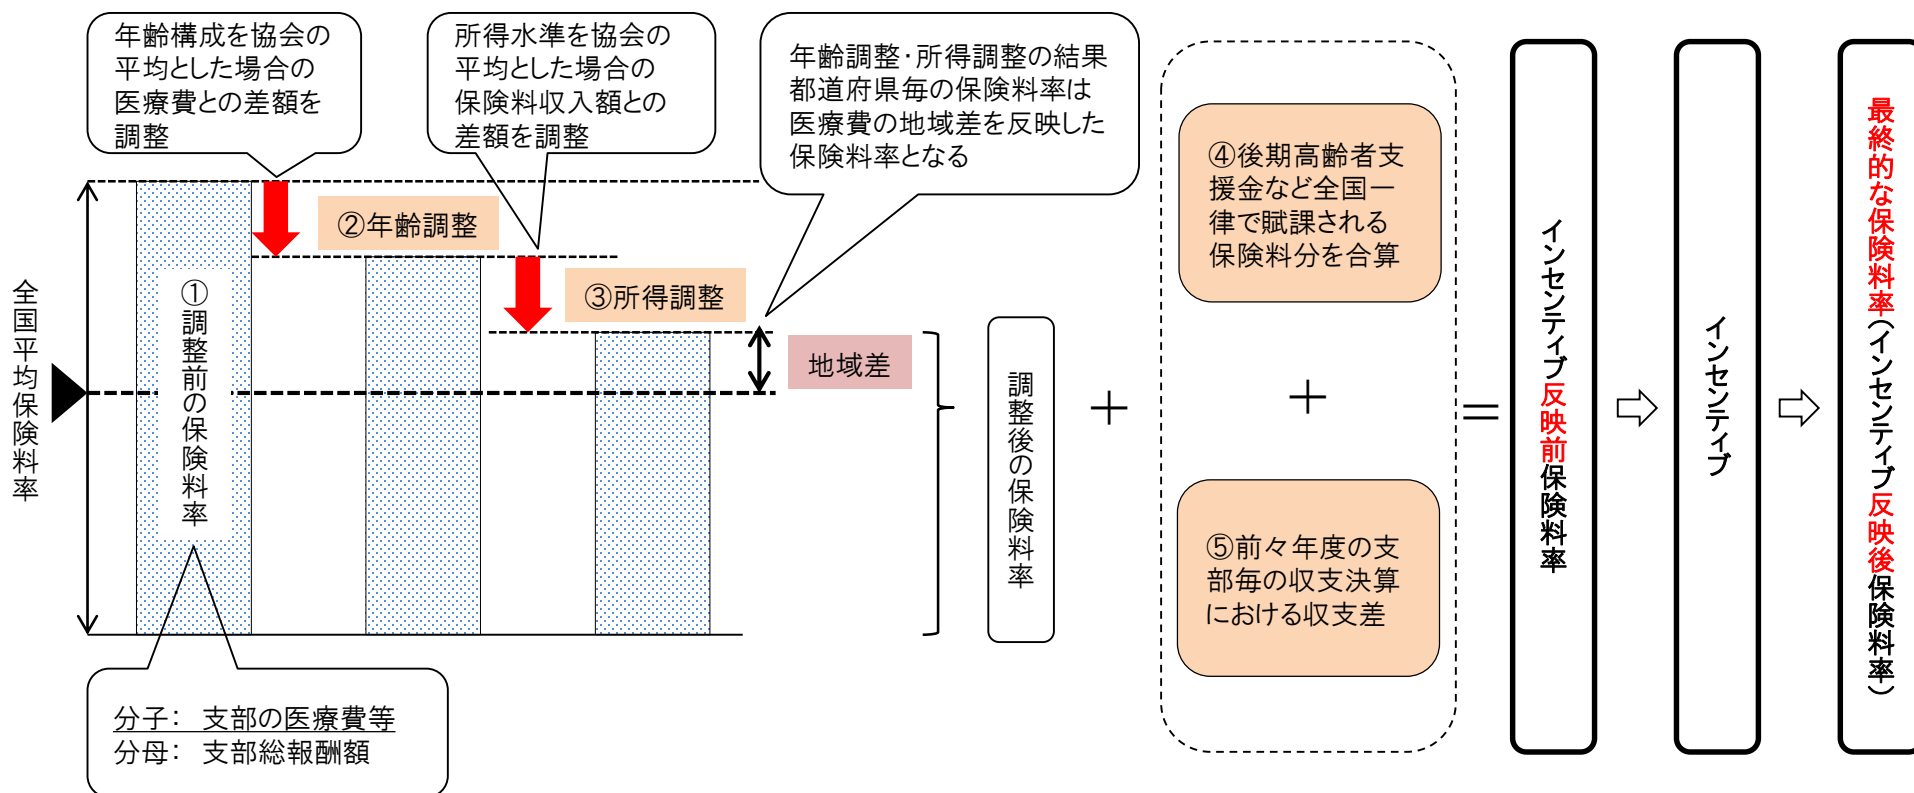 年齢構成を協会の
平均とした場合の
医療費との差額を
調整
所得水準を協会の
平均とした場合の
保険料収入額との
差額を調整
年齢調整・所得調整の結果
都道府県毎の保険料率は
医療費の地域差を反映した
保険料率となる
②年齢調整
③所得調整
地域差
全国平均保険料率
①調整前の保険料率
分子： 支部の医療費等
分母： 支部総報酬額
調整後の保険料率
＋
④後期高齢者支
援金など全国一
律で賦課される
保険料分を合算
＋
⑤前々年度の支
部毎の収支決算
における収支差
＝
インセンティブ反映前保険料率
インセンティブ
最終的な保険料率(インセンティブ反映後保険料率)